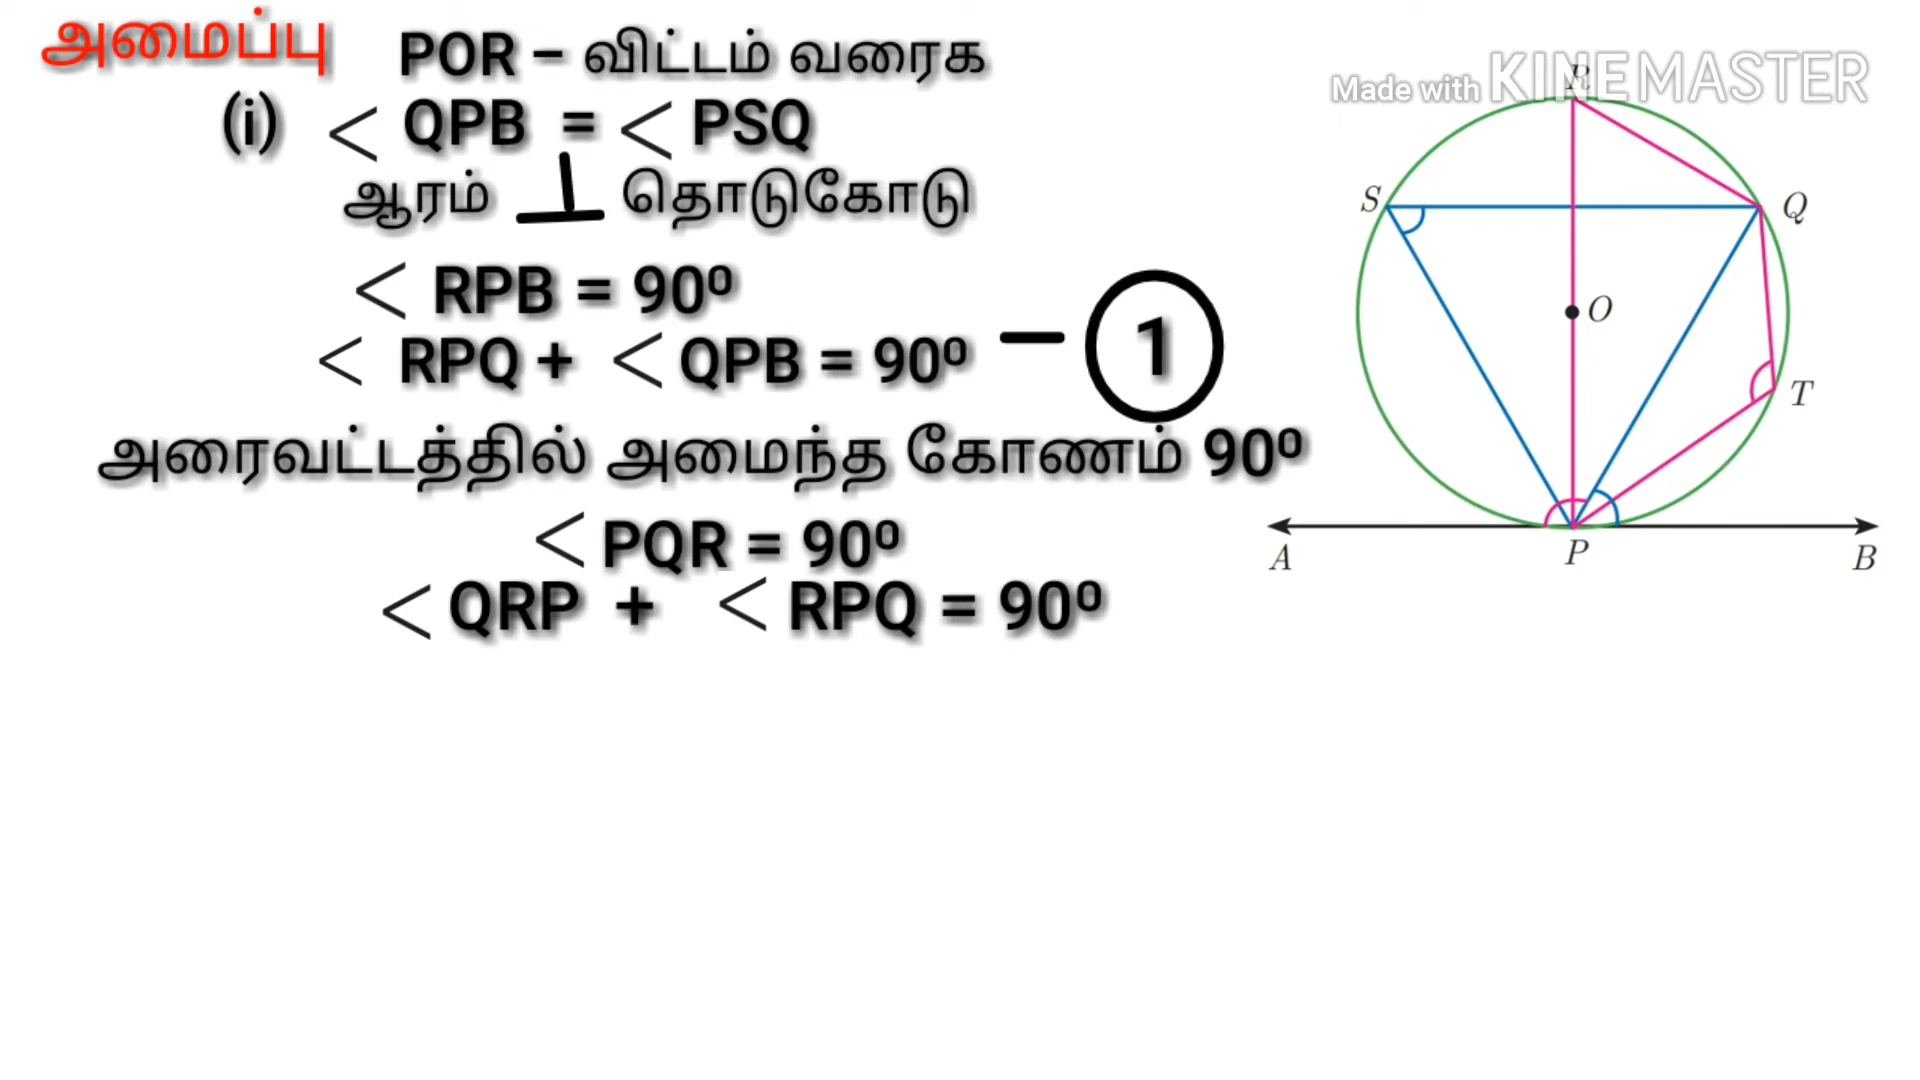 அமைப்பு POR – விட்டம் வரைக
(i) < QPB = < PSQ
ஆரம் ⊥ தொடுகோடு
< RPB = 90⁰
< RPQ + < QPB = 90⁰ – 1
அரைவட்டத்தில் அமைந்த கோணம் 90⁰
< PQR = 90⁰
< QRP + < RPQ = 90⁰
Made with KINEMASTER
R
S
Q
O
T
A
P
B